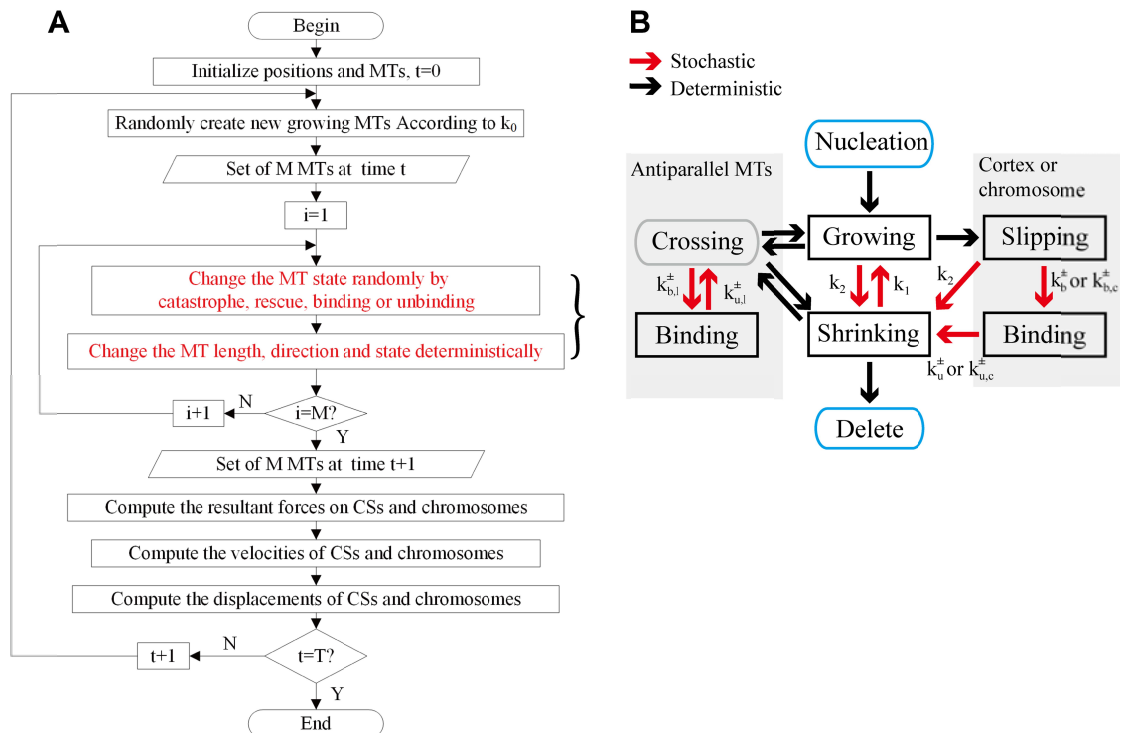 A
Begin
Initialize positions and MTs, t=0
Randomly create new growing MTs According to k₀
Set of M MTs at time t
i=1
Change the MT state randomly by
catastrophe, rescue, binding or unbinding
Change the MT length, direction and state deterministically
i+1
N
i=M?
Y
Set of M MTs at time t+1
Compute the resultant forces on CSs and chromosomes
Compute the velocities of CSs and chromosomes
Compute the displacements of CSs and chromosomes
t+1
N
t=T?
Y
End
B
Stochastic
Deterministic
Nucleation
Antiparallel MTs
Cortex or
chromosome
Crossing
Growing
Slipping
k±b,l
k±u,l
k₂
k₁
k₂
k±b or k±b,c
Binding
Shrinking
Binding
k±u or k±u,c
Delete